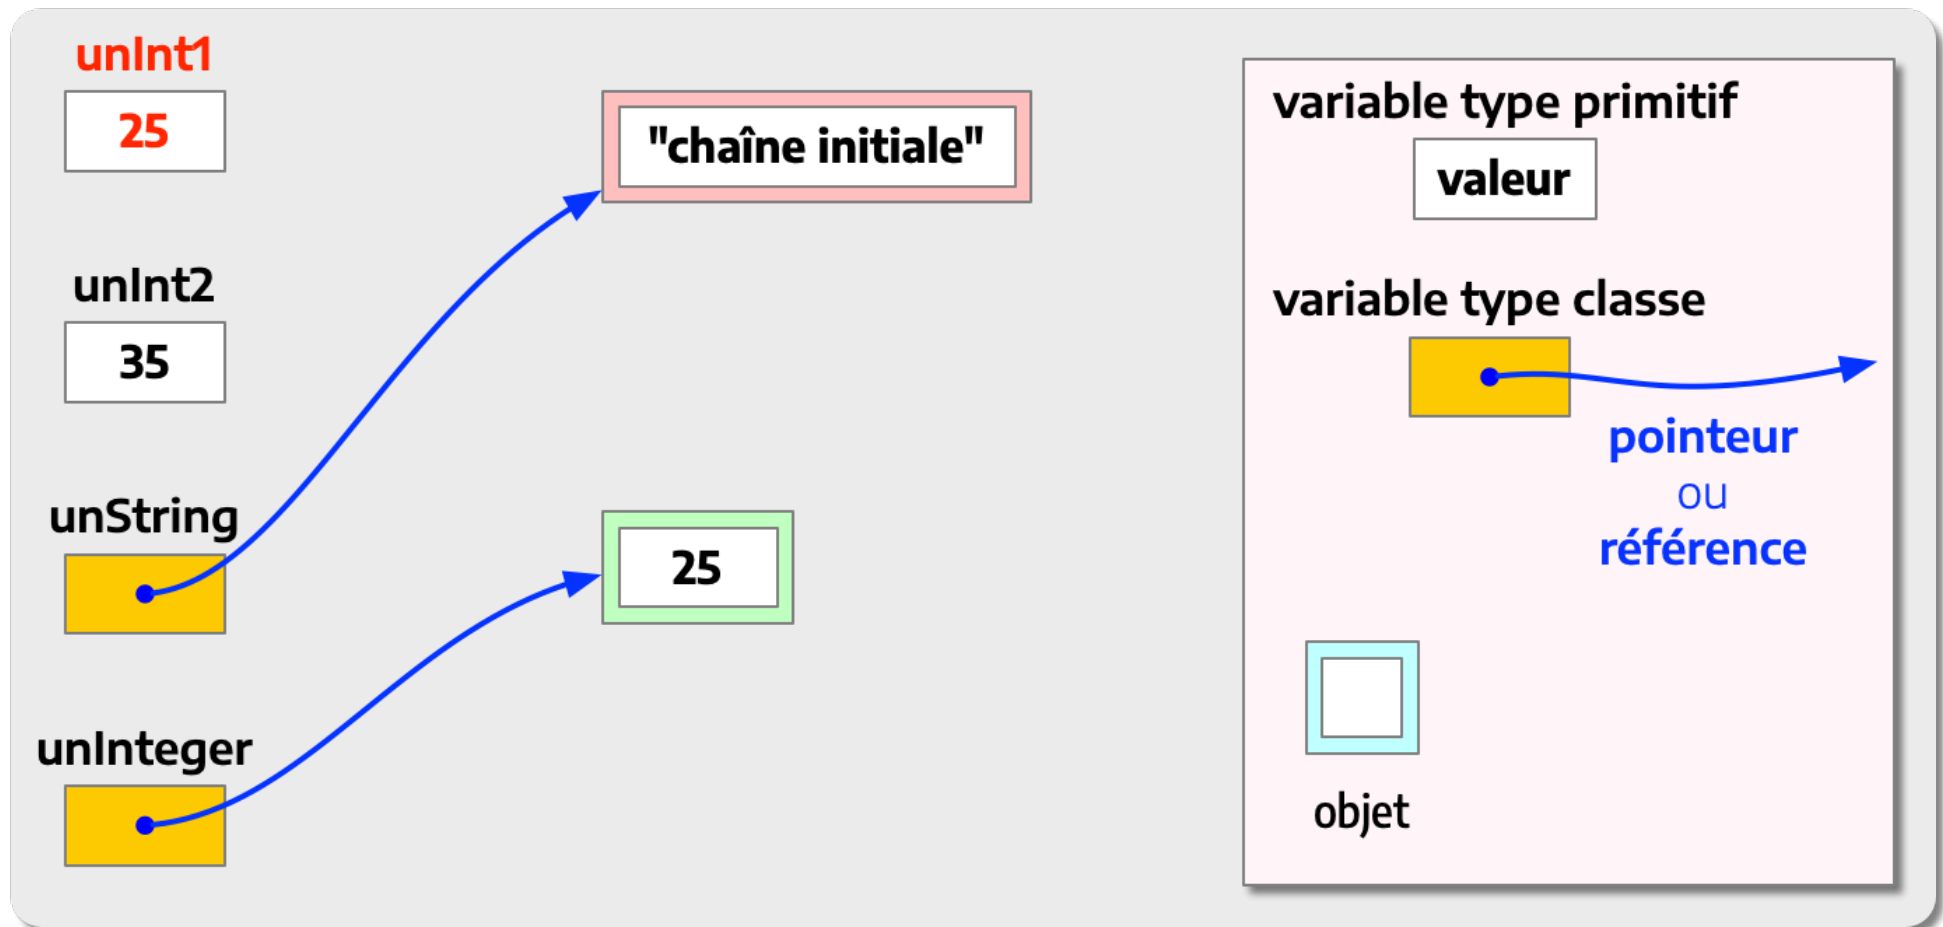 unInt1
25
"chaîne initiale"
unInt2
35
unString
25
unInteger
variable type primitif
valeur
variable type classe
pointeur
ou
référence
objet